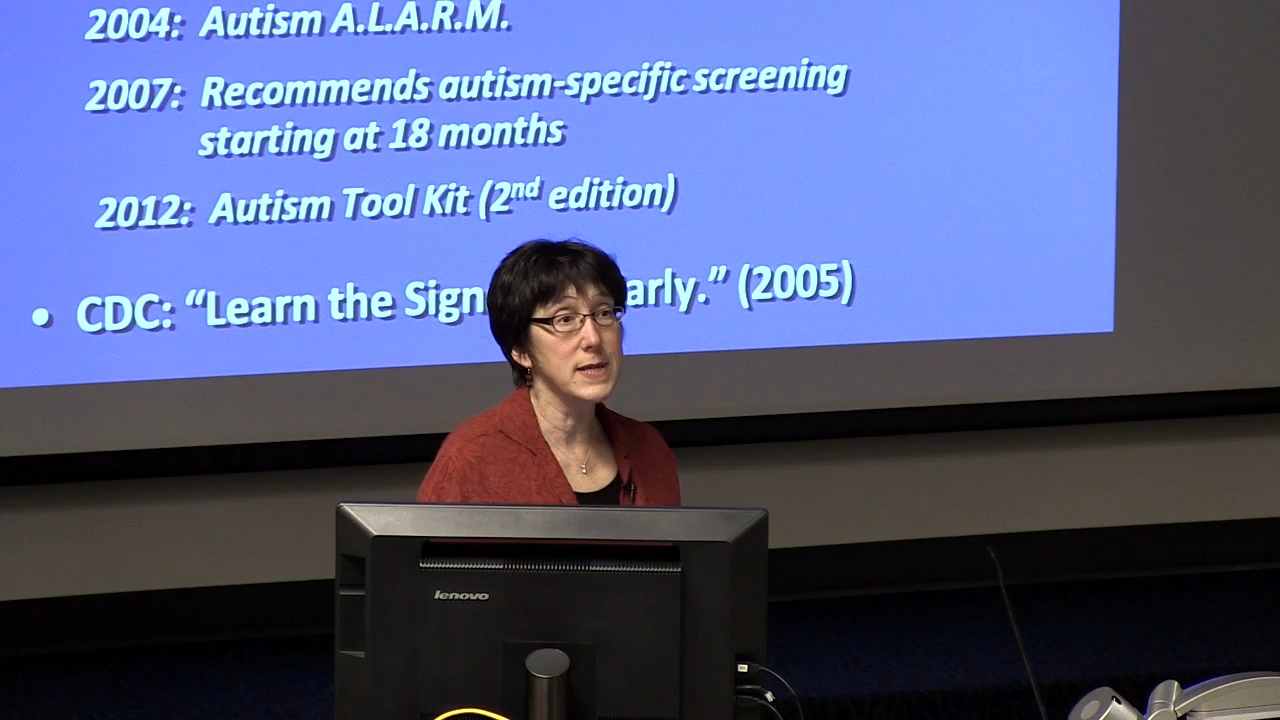 2004: Autism A.L.A.R.M.
2007: Recommends autism-specific screening
starting at 18 months
2012: Autism Tool Kit (2nd edition)
• CDC: “Learn the Sign arly.” (2005)
lenovo